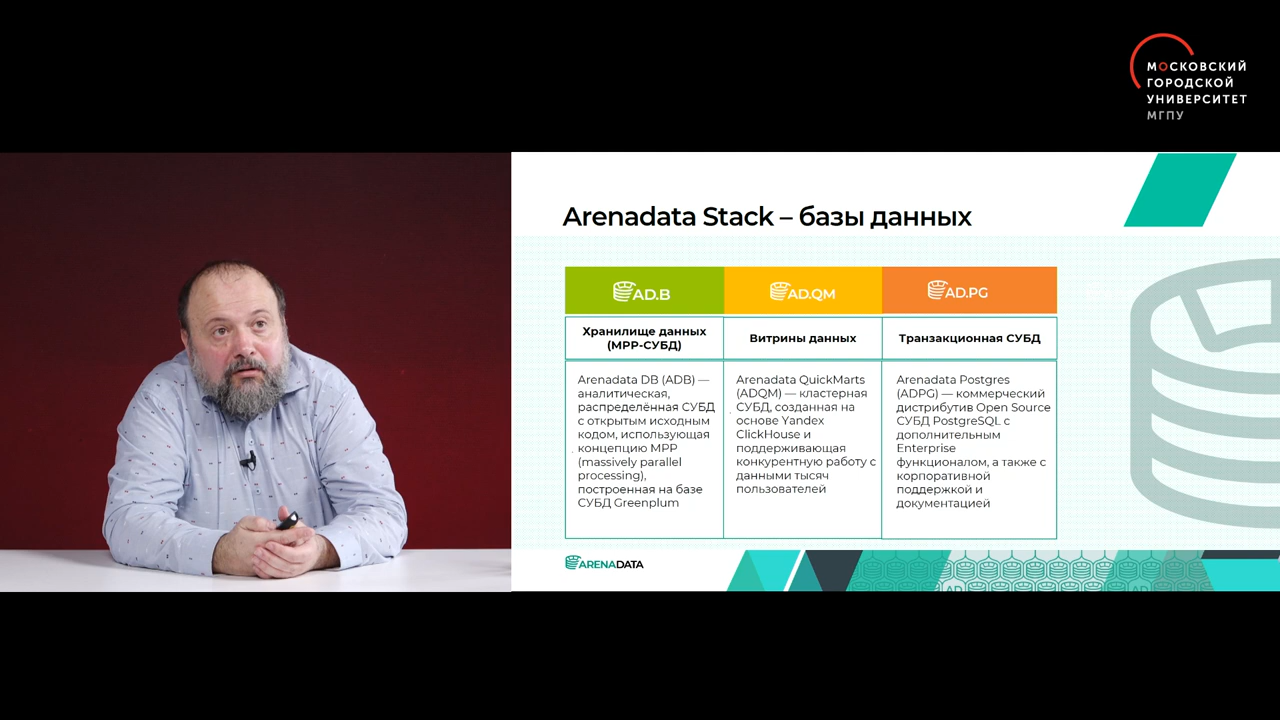 МОСКОВСКИЙ
ГОРОДСКОЙ
УНИВЕРСИТЕТ
МГПУ
Arenadata Stack – базы данных
AD.B
AD.QM
AD.PG
Хранилище данных
(MPP-СУБД)
Витрины данных
Транзакционная СУБД
Arenadata DB (ADB) —
аналитическая,
распределённая СУБД
с открытым исходным
кодом, использующая
концепцию MPP
(massively parallel
processing),
построенная на базе
СУБД Greenplum
Arenadata QuickMarts
(ADQM) — кластерная
СУБД, созданная на
основе Yandex
ClickHouse и
поддерживающая
конкурентную работу с
данными тысяч
пользователей
Arenadata Postgres
(ADPG) — коммерческий
дистрибутив Open Source
СУБД PostgreSQL с
дополнительным
Enterprise
функционалом, а также с
корпоративной
поддержкой и
документацией
ARENADATA
AD
AD